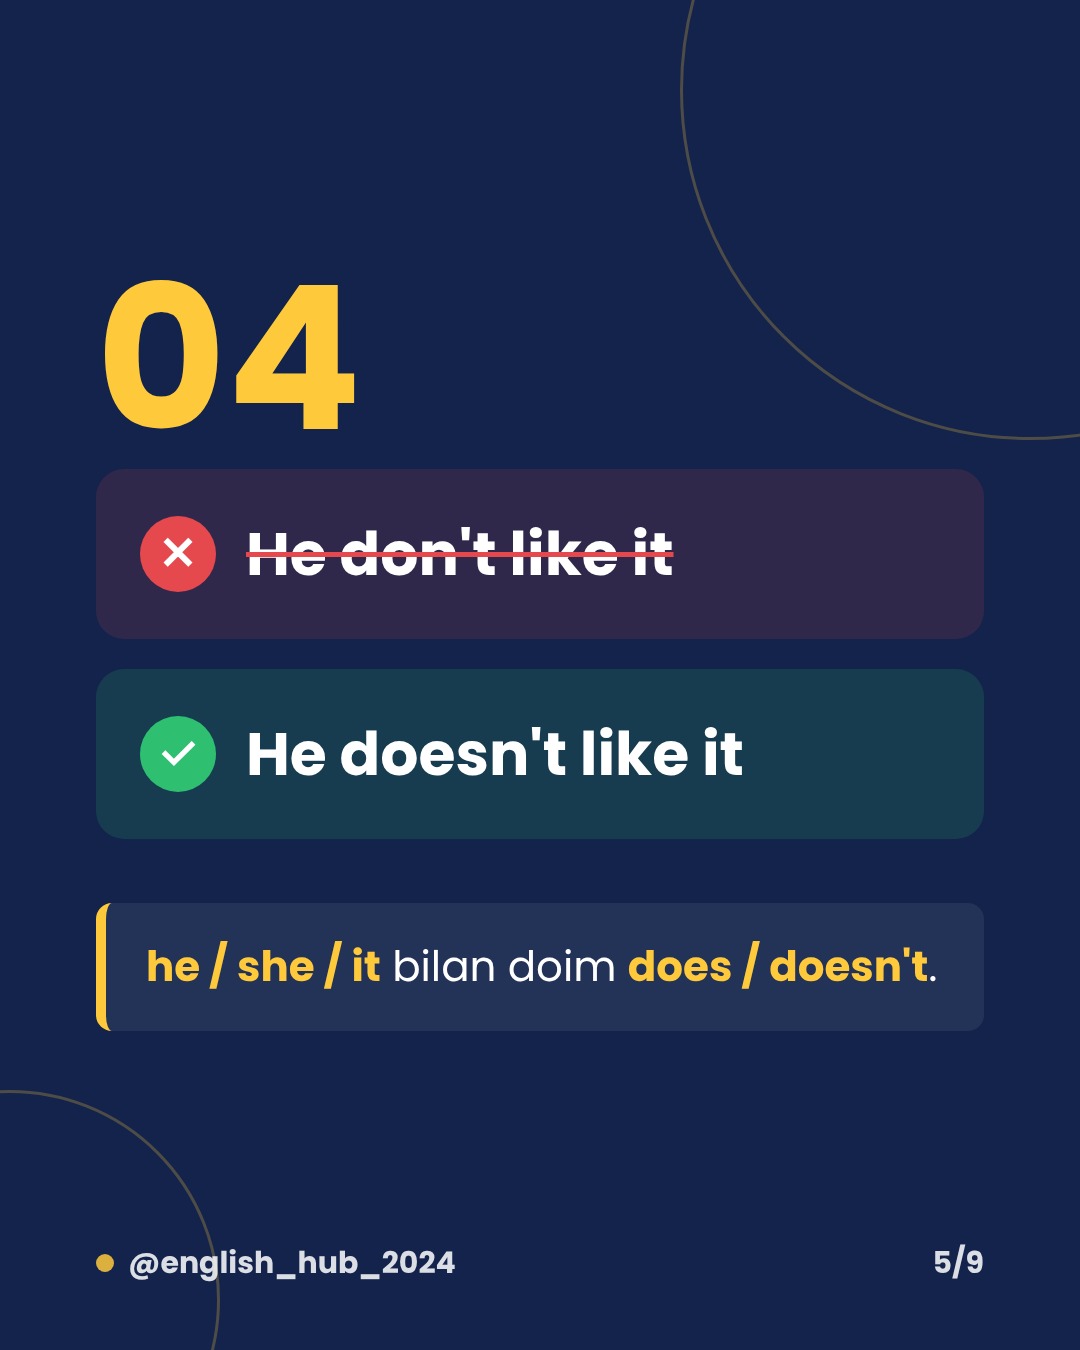 04
He don't like it
He doesn't like it
he / she / it bilan doim does / doesn't.
@english_hub_2024
5/9